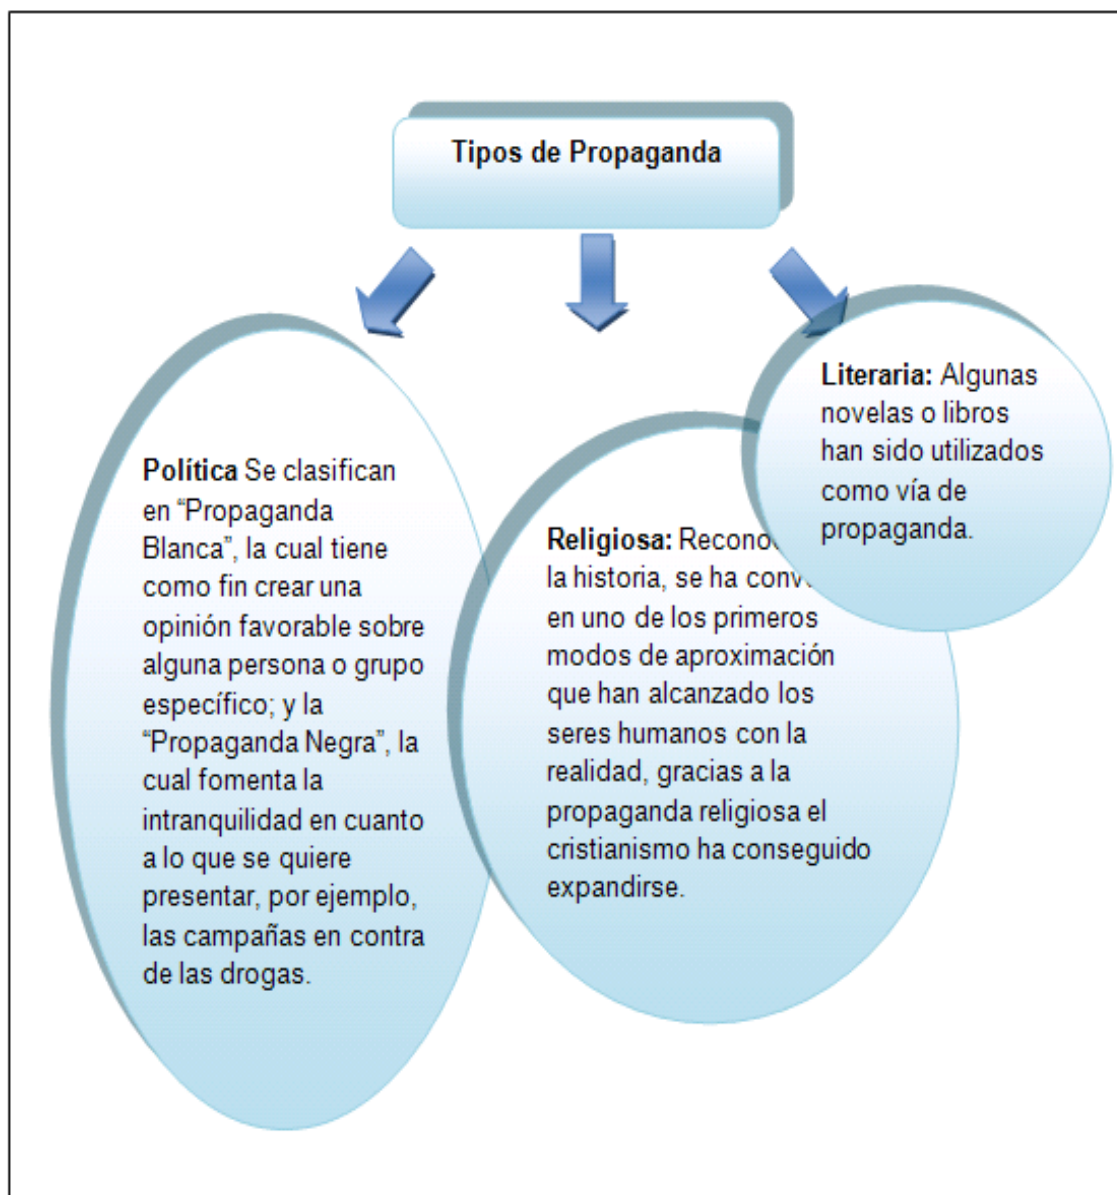 Tipos de Propaganda
Política Se clasifican
en “Propaganda
Blanca”, la cual tiene
como fin crear una
opinión favorable sobre
alguna persona o grupo
específico; y la
“Propaganda Negra”, la
cual fomenta la
intranquilidad en cuanto
a lo que se quiere
presentar, por ejemplo,
las campañas en contra
de las drogas.
Religiosa:
la historia, se ha
en uno de los primeros
modos de aproximación
que han alcanzado los
seres humanos con la
realidad, gracias a la
propaganda religiosa el
cristianismo ha conseguido
expandirse.
Literaria: Algunas
novelas o libros
han sido utilizados
como vía de
propaganda.